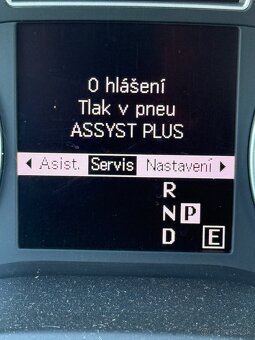 0 hlášení
Tlak v pneu
ASSYST PLUS
Asist. Servis Nastavení
R
N P
D E